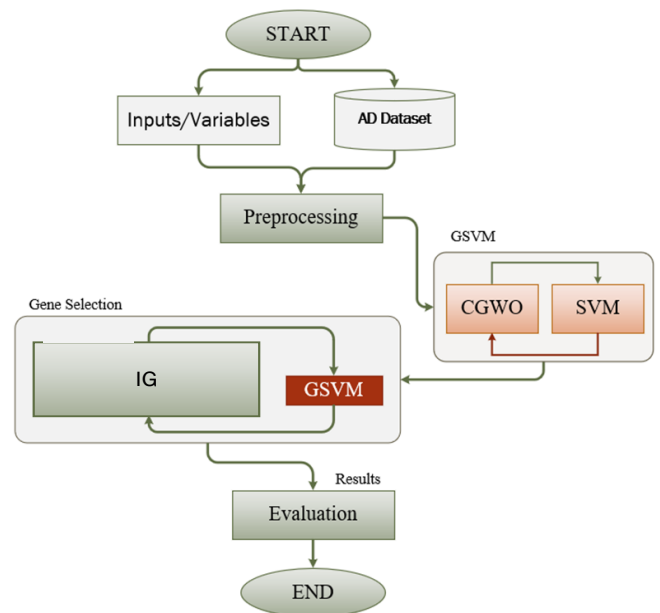 START
Inputs/Variables
AD Dataset
Preprocessing
GSVM
CGWO
SVM
Gene Selection
IG
GSVM
Results
Evaluation
END